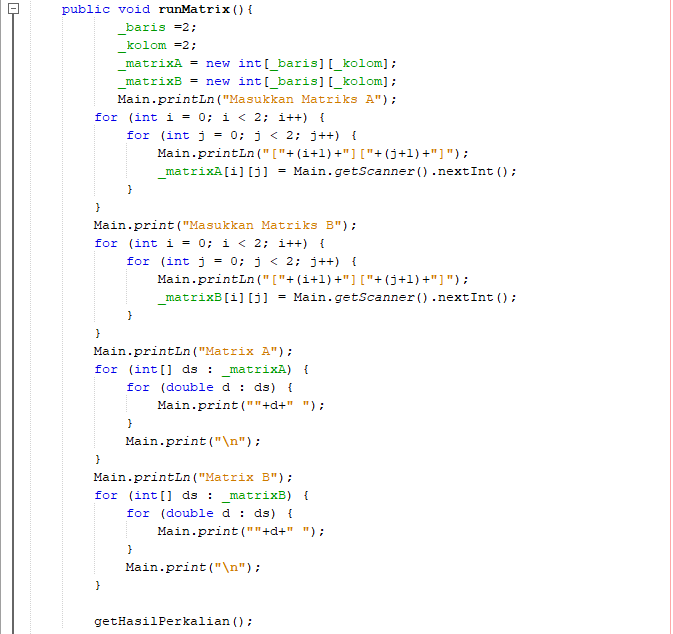 public void runMatrix(){
_baris =2;
_kolom =2;
_matrixA = new int[_baris][_kolom];
_matrixB = new int[_baris][_kolom];
Main.printLn("Masukkan Matriks A");
for (int i = 0; i < 2; i++) {
for (int j = 0; j < 2; j++) {
Main.printLn("["+(i+1)+"]["+(j+1)+"]");
_matrixA[i][j] = Main.getScanner().nextInt();
}
}
Main.print("Masukkan Matriks B");
for (int i = 0; i < 2; i++) {
for (int j = 0; j < 2; j++) {
Main.printLn("["+(i+1)+"]["+(j+1)+"]");
_matrixB[i][j] = Main.getScanner().nextInt();
}
}
Main.printLn("Matrix A");
for (int[] ds : _matrixA) {
for (double d : ds) {
Main.print(""+d+" ");
}
Main.print("\n");
}
Main.printLn("Matrix B");
for (int[] ds : _matrixB) {
for (double d : ds) {
Main.print(""+d+" ");
}
Main.print("\n");
}
getHasilPerkalian();